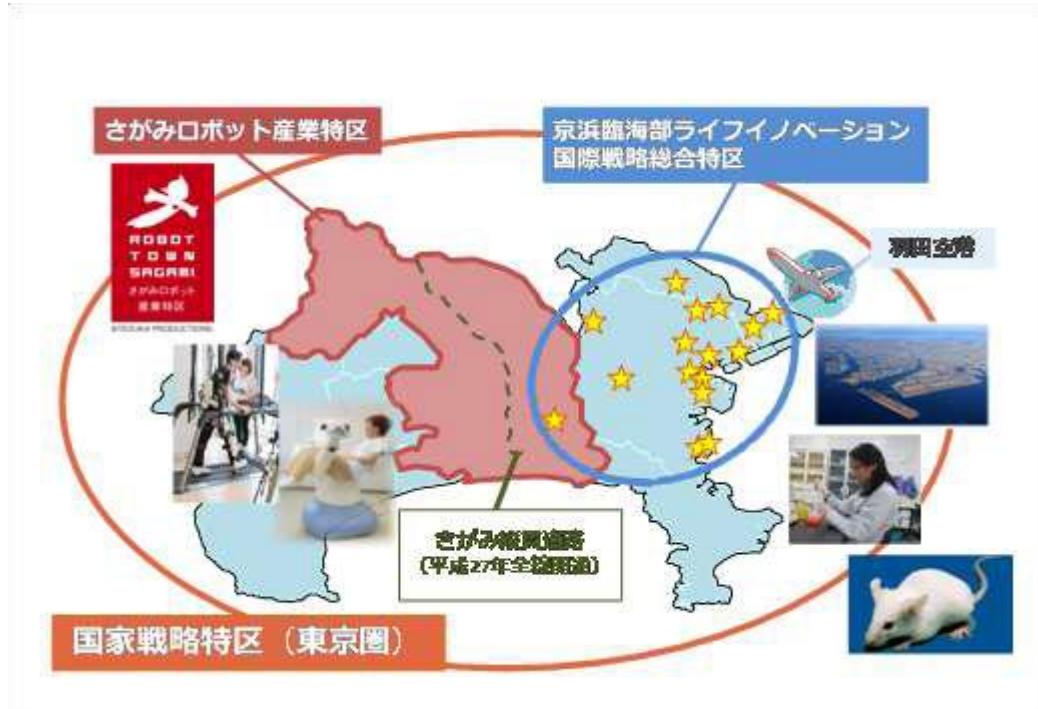 さがみロボット産業特区
京浜臨海部ライフイノベーション
国際戦略総合特区
ROBOT
TOWN
SAGAMI
さがみロボット
産業特区
羽田空港
さがみ縦貫道路
(平成27年全線開通)
国家戦略特区（東京圏）